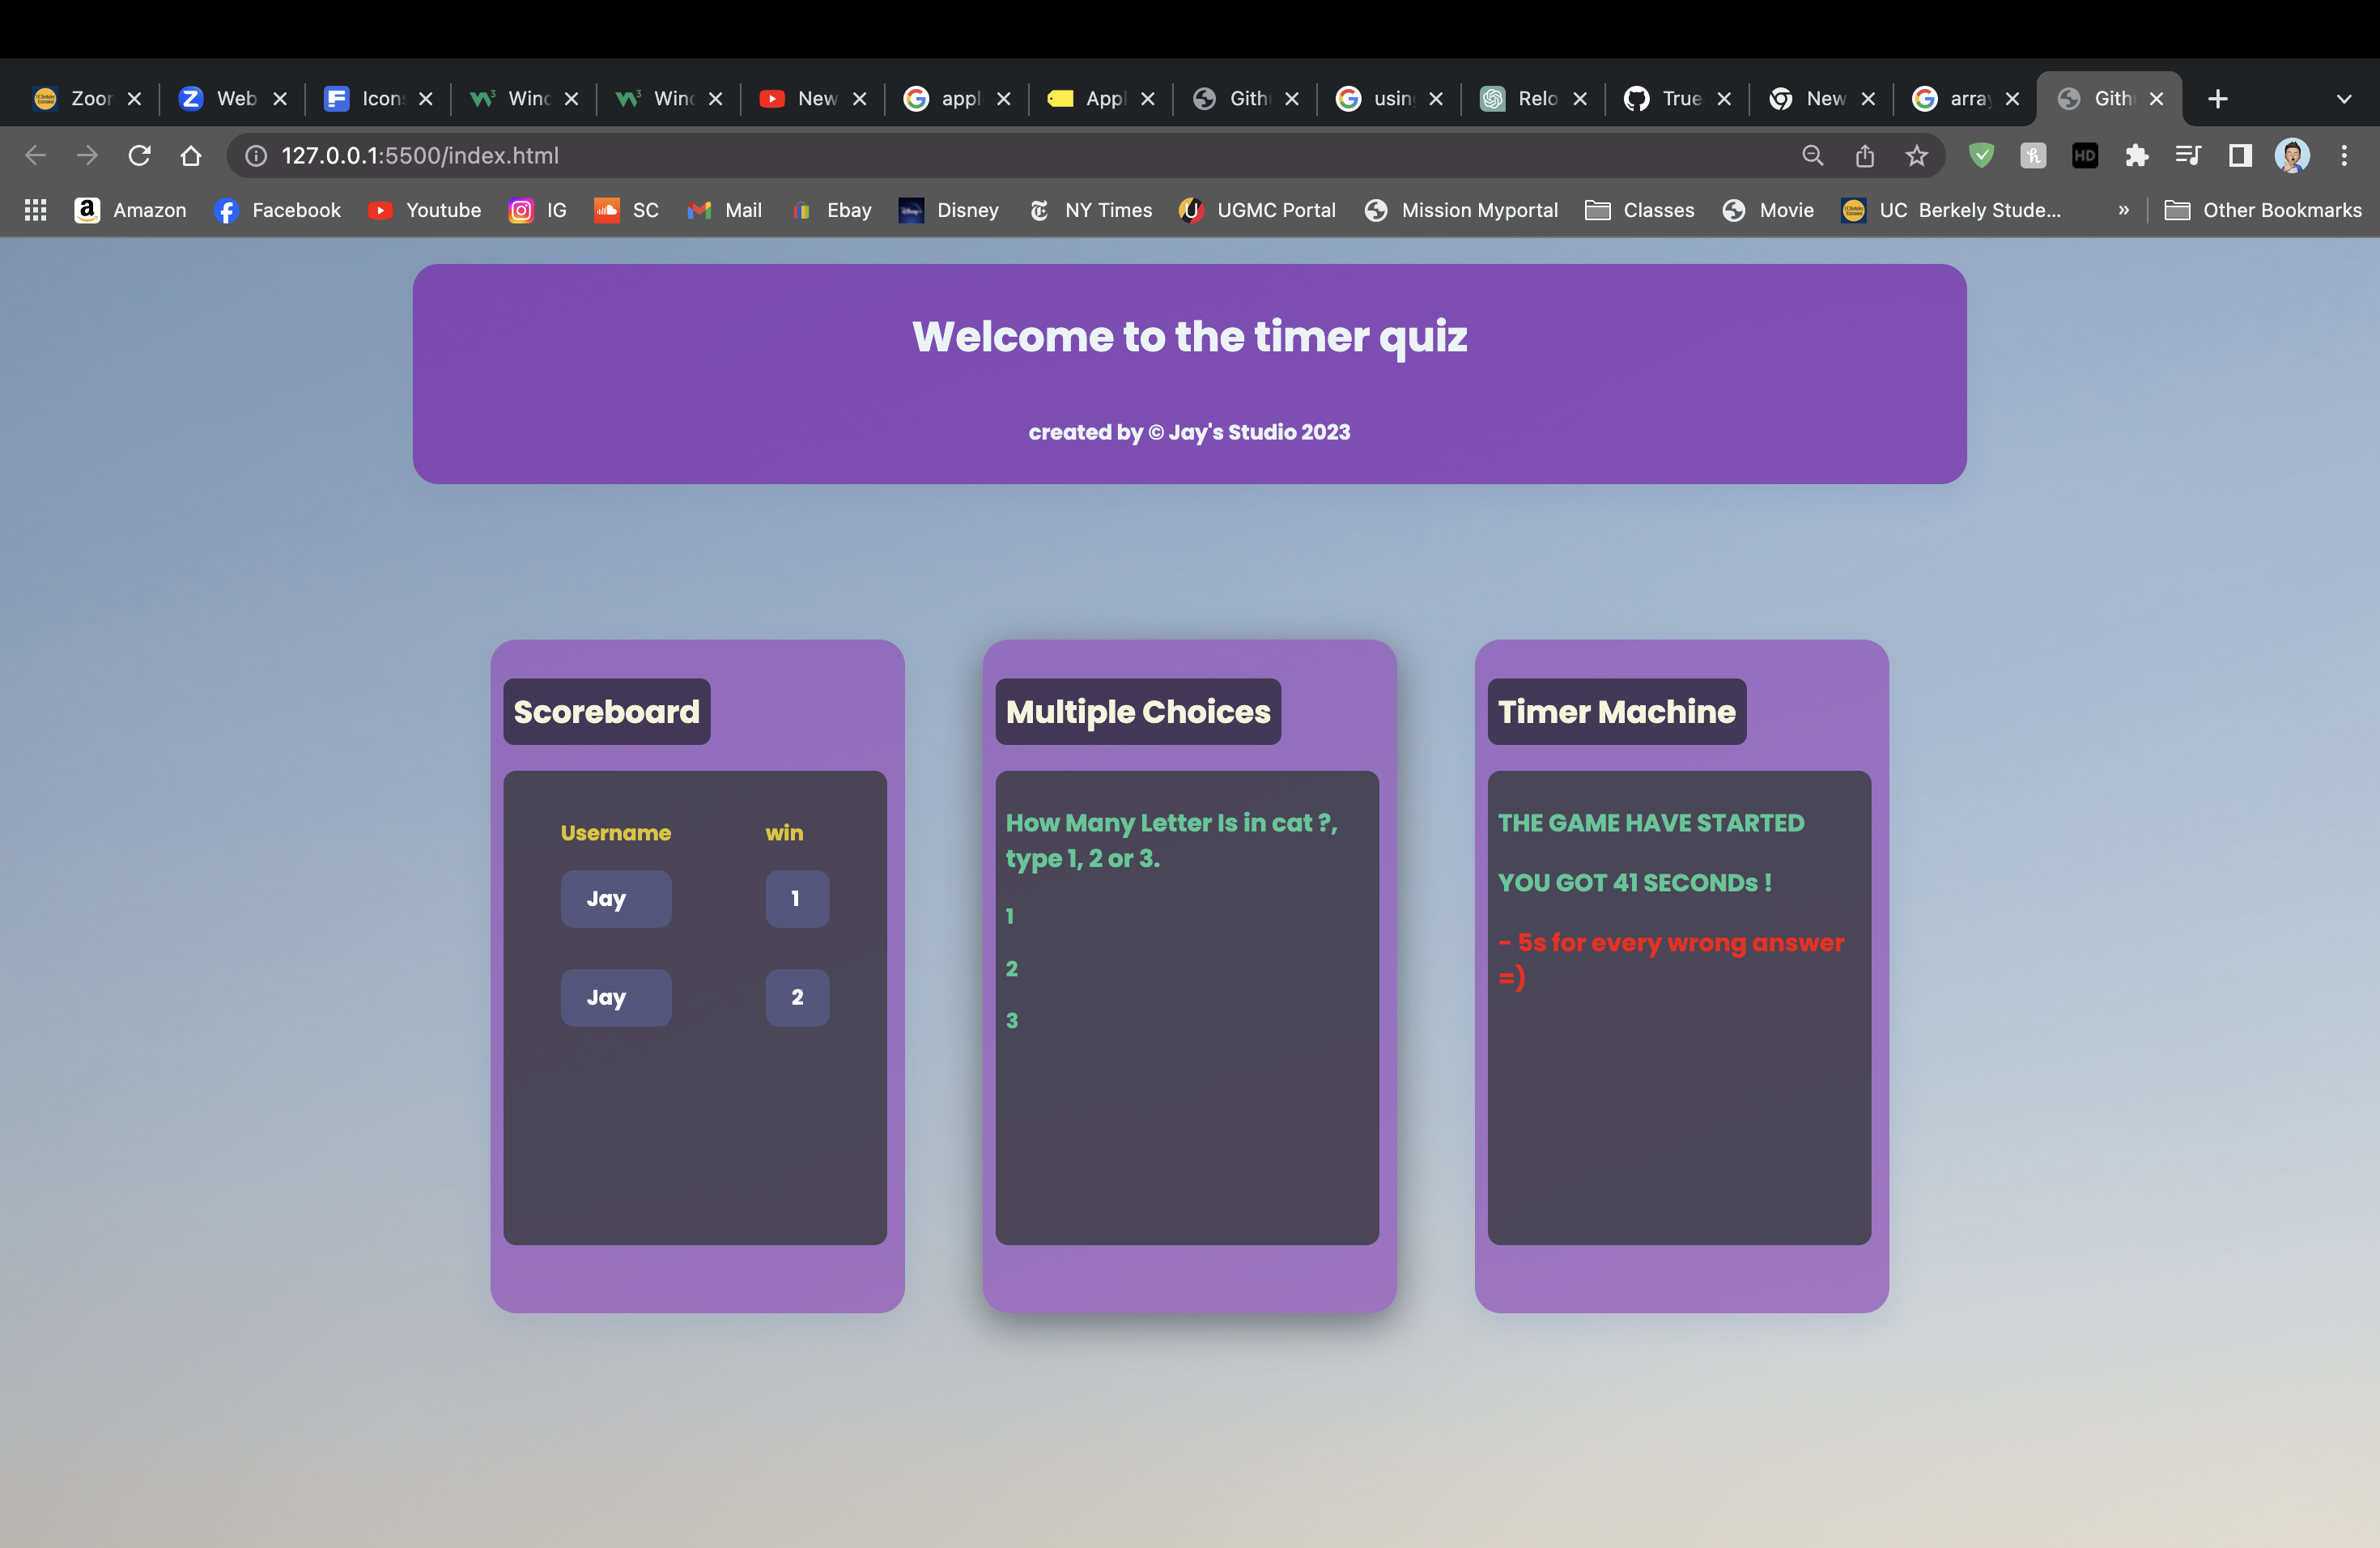 Zoor
Web
Icon
Winc
Winc
New
appl
Appl
Gith
usin
Relo
True
New
array
Gith
127.0.0.1:5500/index.html
HD
Amazon
Facebook
Youtube
IG
SC
Mail
Ebay
Disney
NY Times
UGMC Portal
Mission Myportal
Classes
Movie
UC Berkely Stude...
»
Other Bookmarks
Welcome to the timer quiz
created by © Jay's Studio 2023
Scoreboard
Username win
Jay 1
Jay 2
Multiple Choices
How Many Letter Is in cat ?,
type 1, 2 or 3.
1
2
3
Timer Machine
THE GAME HAVE STARTED
YOU GOT 41 SECONDs !
- 5s for every wrong answer
=)